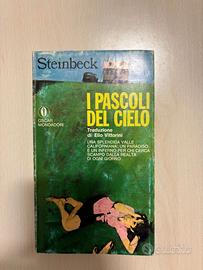 Steinbeck
I PASCOLI
DEL CIELO
Traduzione
di Elio Vittorini
UNA SPLENDIDA VALLE
CALIFORNIANA: UN PARADISO
E UN INFERNO PER CHI CERCA
SCAMPO DALLA REALTÀ
DI OGNI GIORNO
OSCAR
MONDADORI
subito